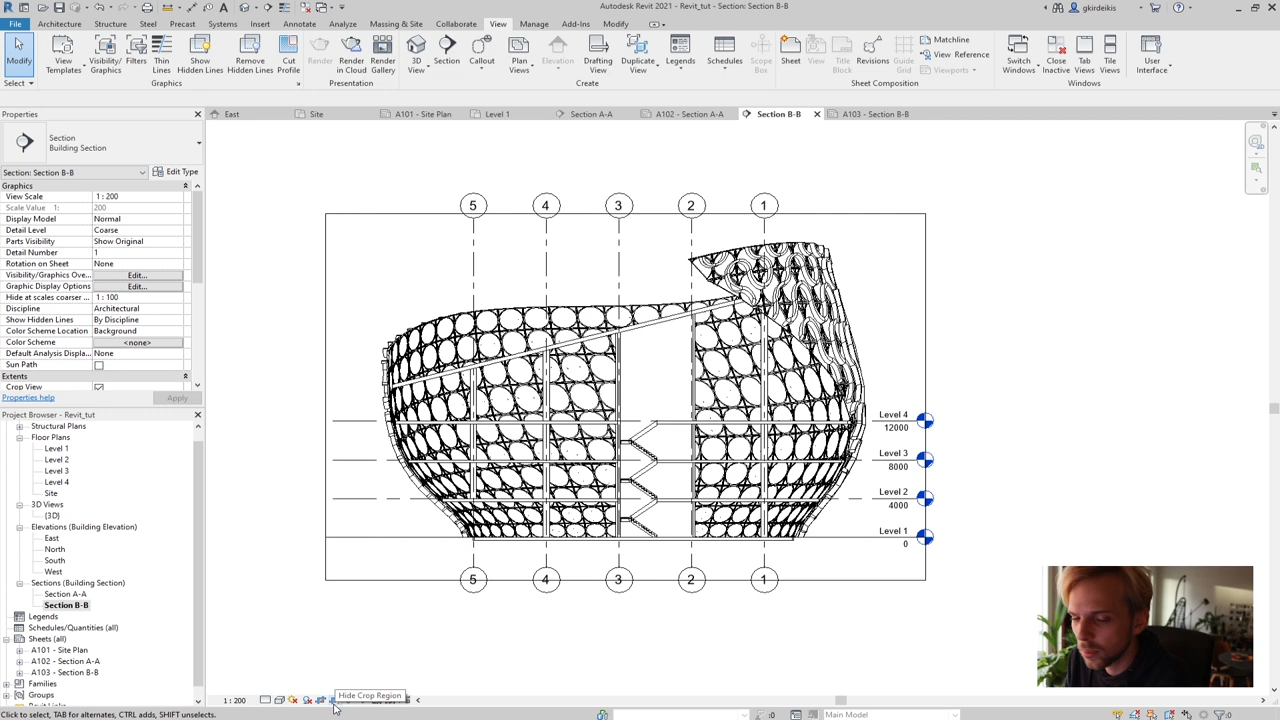 Autodesk Revit 2021 - Revit_tut - Section: Section B-B
gkirdeikis
File Architecture Structure Steel Precast Systems Insert Annotate Analyze Massing & Site Collaborate View Manage Add-Ins Modify
Modify
View Templates
Visibility/ Graphics
Filters
Thin Lines
Show Hidden Lines
Remove Hidden Lines
Cut Profile
Render
Render in Cloud
Render Gallery
3D View
Section
Callout
Plan Views
Elevation
Drafting View
Duplicate View
Legends
Schedules
Scope Box
Sheet
View
Title Block
Revisions
Guide Grid
Matchline
View Reference
Viewports
Switch Windows
Close Inactive
Tab Views
Tile Views
User Interface
Select Graphics Presentation Create Sheet Composition Windows
Properties
East Site A101 - Site Plan Level 1 Section A-A A102 - Section A-A Section B-B A103 - Section B-B
Section
Building Section
Section: Section B-B Edit Type
Graphics
View Scale 1 : 200
Scale Value 1: 200
Display Model Normal
Detail Level Coarse
Parts Visibility Show Original
Detail Number 1
Rotation on Sheet None
Visibility/Graphics Ove... Edit...
Graphic Display Options Edit...
Hide at scales coarser ... 1 : 100
Discipline Architectural
Show Hidden Lines By Discipline
Color Scheme Location Background
Color Scheme <none>
Default Analysis Displa... None
Sun Path
Extents
Crop View
Properties help Apply
Project Browser - Revit_tut
Structural Plans
Floor Plans
Level 1
Level 2
Level 3
Level 4
Site
3D Views
{3D}
Elevations (Building Elevation)
East
North
South
West
Sections (Building Section)
Section A-A
Section B-B
Legends
Schedules/Quantities (all)
Sheets (all)
A101 - Site Plan
A102 - Section A-A
A103 - Section B-B
Families
Groups
5 4 3 2 1
Level 4
12000
Level 3
8000
Level 2
4000
Level 1
0
5 4 3 2 1
Hide Crop Region
1 : 200
Click to select, TAB for alternates, CTRL adds, SHIFT unselects.
:0
Main Model
:0